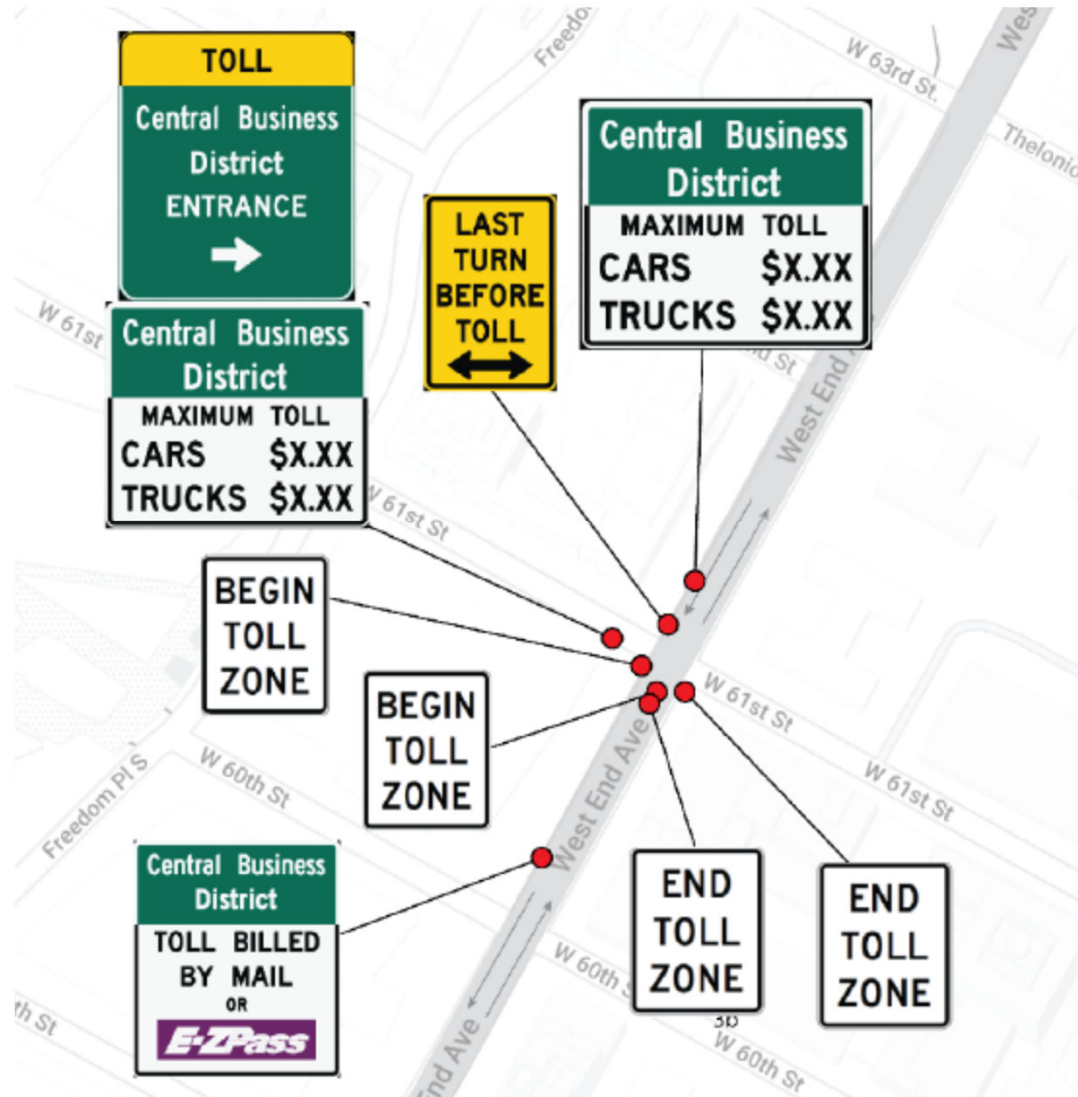 TOLL
Central Business
District
ENTRANCE
Central Business
District
MAXIMUM TOLL
CARS $X.XX
TRUCKS $X.XX
LAST
TURN
BEFORE
TOLL
Central Business
District
MAXIMUM TOLL
CARS $X.XX
TRUCKS $X.XX
BEGIN
TOLL
ZONE
BEGIN
TOLL
ZONE
Central Business
District
TOLL BILLED
BY MAIL
OR
E-ZPass
END
TOLL
ZONE
END
TOLL
ZONE
W 63rd St.
W 61st
W 61st St
W 61st St
W 61st St
West End Ave
W 60th St
W 60th St
Freedom Pl S
End Ave
West End